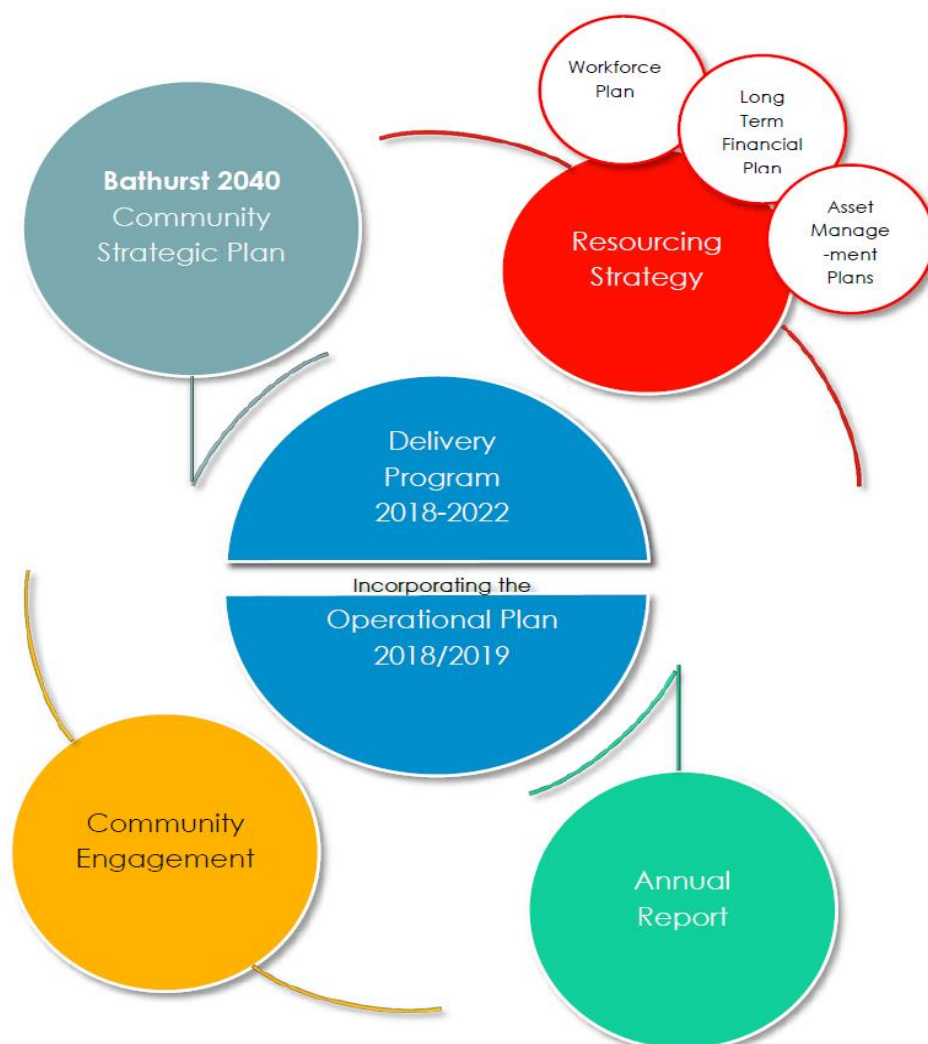 Workforce
Plan
Long
Term
Financial
Plan
Asset
Manage
-ment
Plans
Bathurst 2040
Community
Strategic Plan
Resourcing
Strategy
Delivery
Program
2018-2022
Incorporating the
Operational Plan
2018/2019
Community
Engagement
Annual
Report